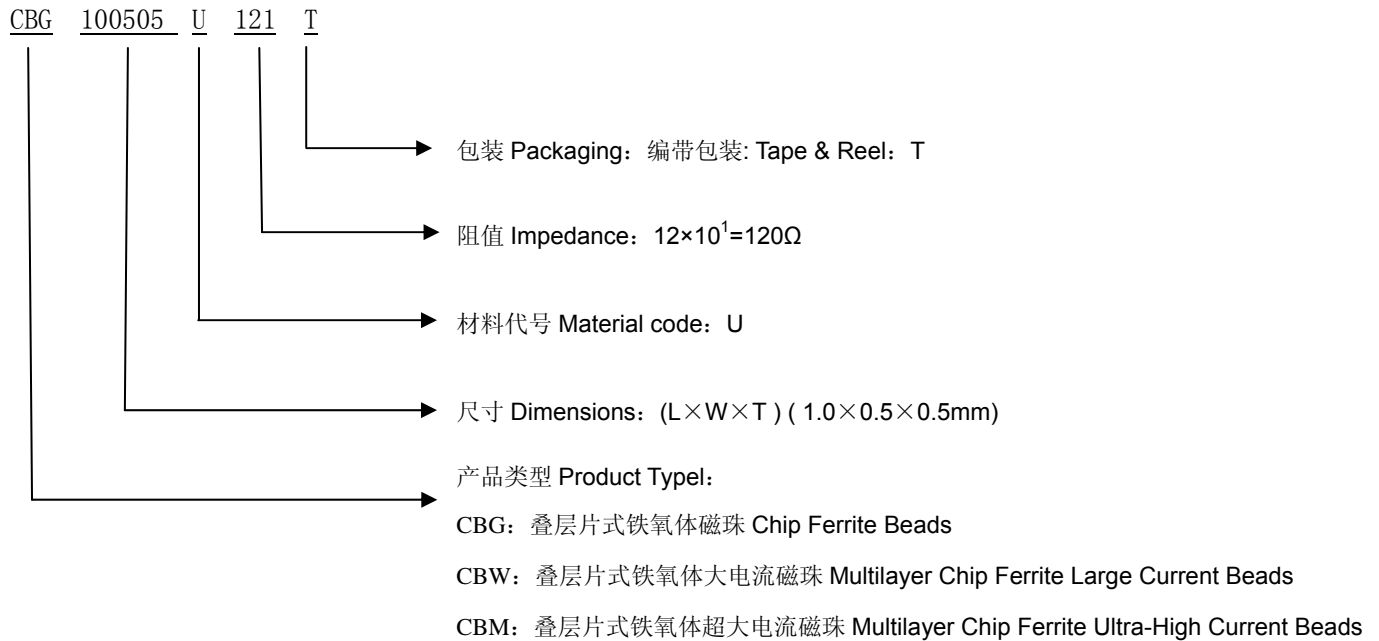 CBG 100505 U 121 T
包装 Packaging：编带包装: Tape & Reel：T
阻值 Impedance：12×10¹=120Ω
材料代号 Material code：U
尺寸 Dimensions：(L×W×T ) ( 1.0×0.5×0.5mm)
产品类型 Product Typel：
CBG：叠层片式铁氧体磁珠 Chip Ferrite Beads
CBW：叠层片式铁氧体大电流磁珠 Multilayer Chip Ferrite Large Current Beads
CBM：叠层片式铁氧体超大电流磁珠 Multilayer Chip Ferrite Ultra-High Current Beads